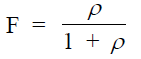 F = ρ / (1 + ρ)